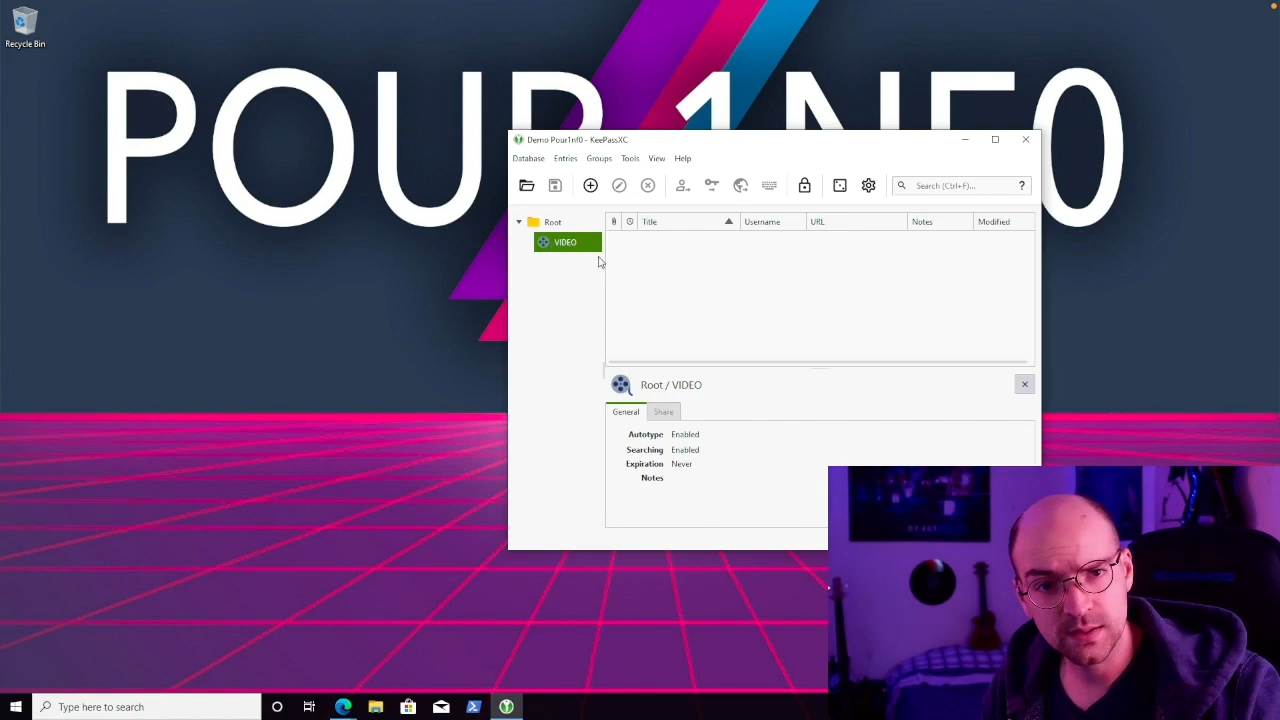 Recycle Bin
POUR 1NF0
Demo Pour1nf0 - KeePassXC
Database Entries Groups Tools View Help
Search (Ctrl+F)... ?
Root
Title Username URL Notes Modified
VIDEO
Root / VIDEO
General Share
Autotype Enabled
Searching Enabled
Expiration Never
Notes
Type here to search